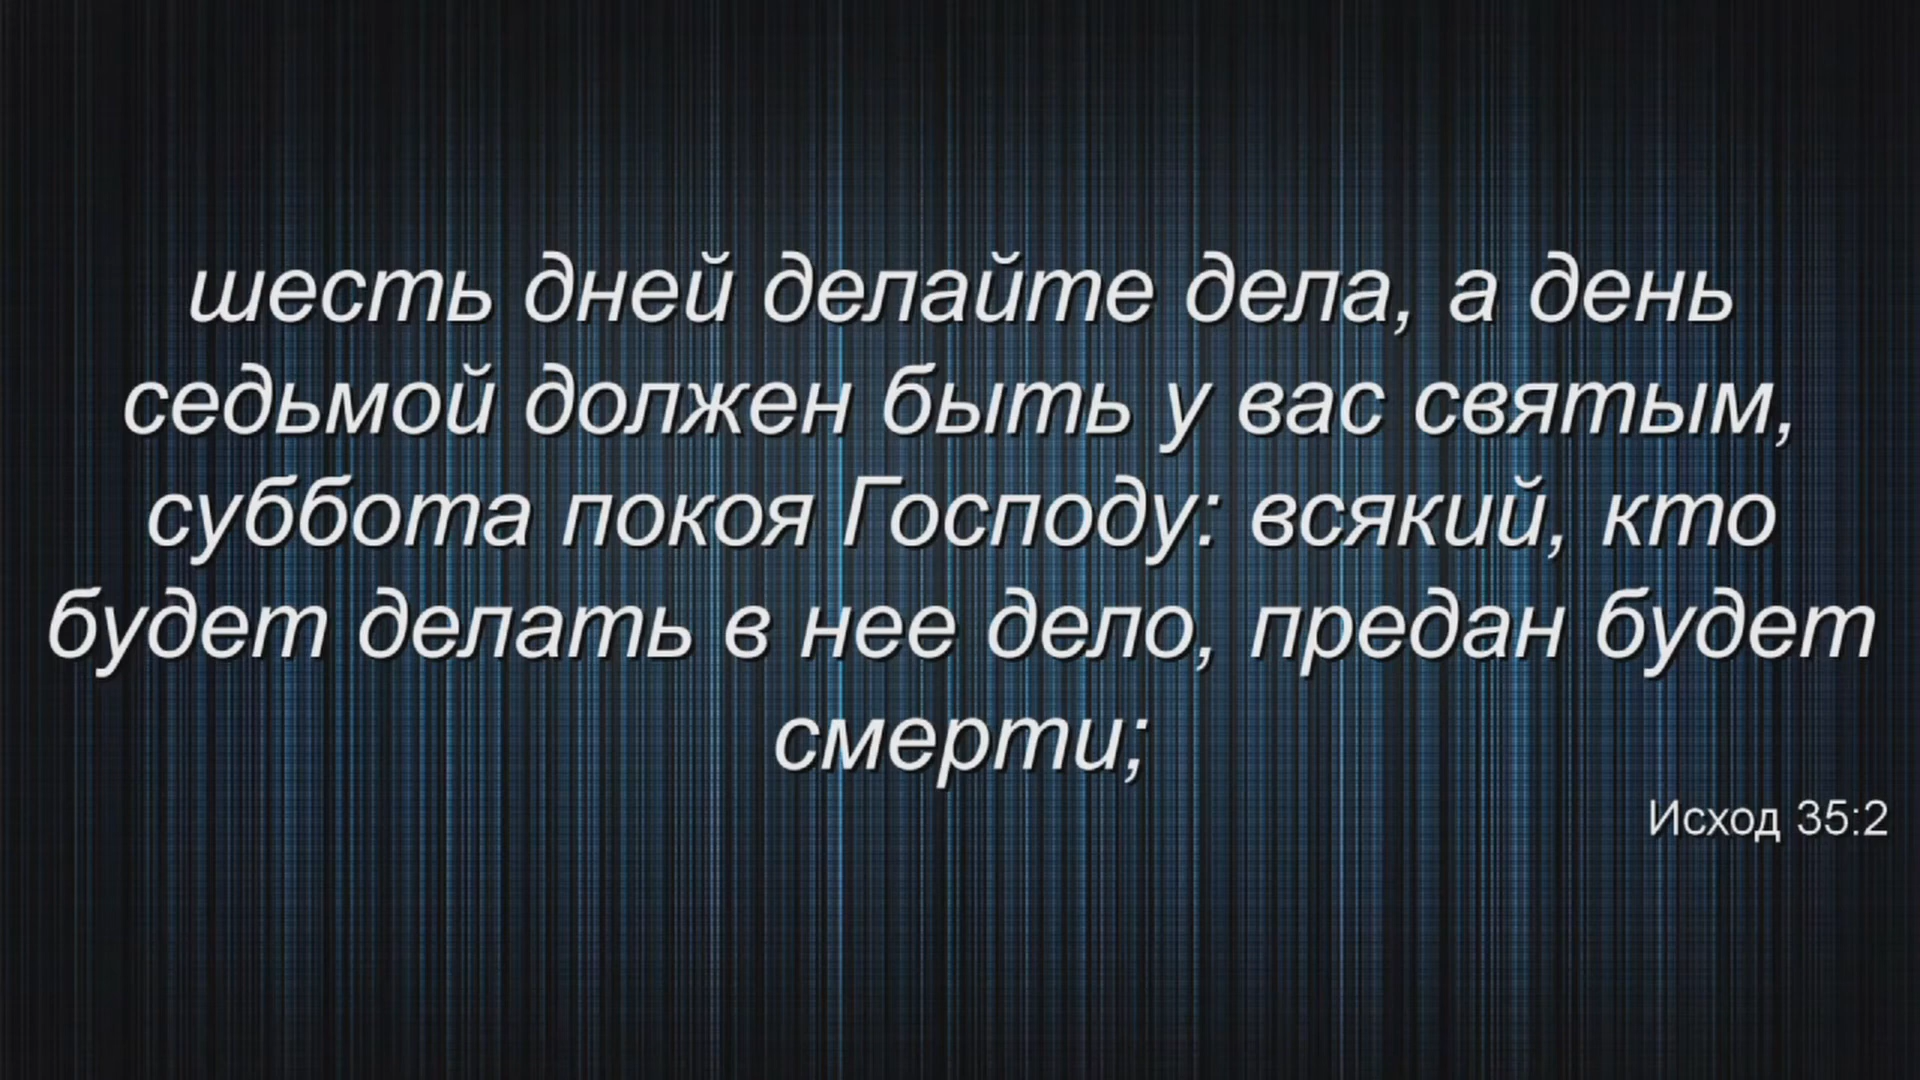 шесть дней делайте дела, а день
седьмой должен быть у вас святым,
суббота покоя Господу: всякий, кто
будет делать в нее дело, предан будет
смерти;
Исход 35:2